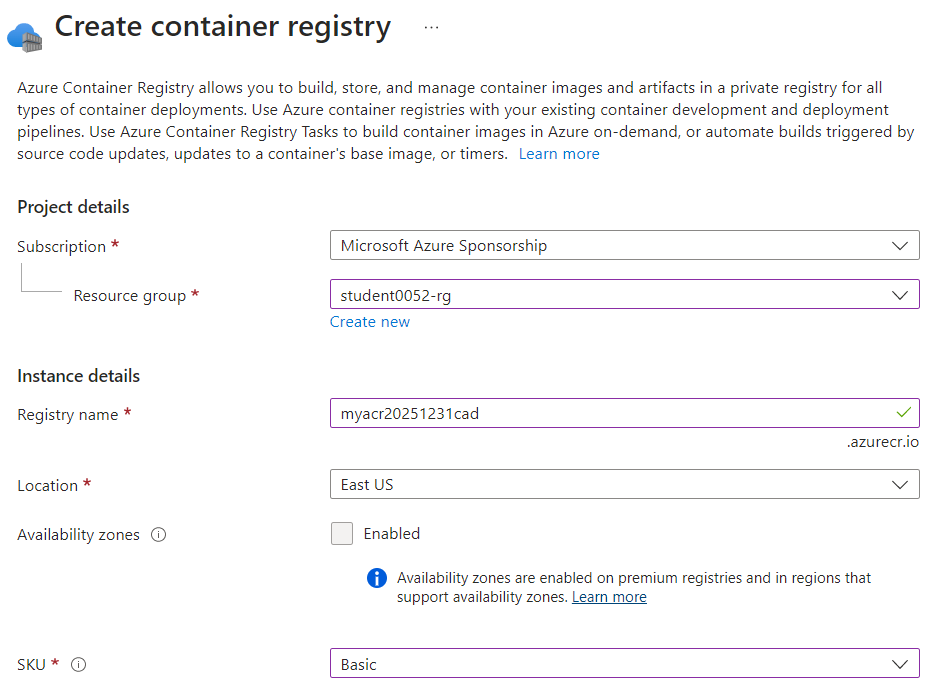 Create container registry ...
Azure Container Registry allows you to build, store, and manage container images and artifacts in a private registry for all
types of container deployments. Use Azure container registries with your existing container development and deployment
pipelines. Use Azure Container Registry Tasks to build container images in Azure on-demand, or automate builds triggered by
source code updates, updates to a container's base image, or timers. Learn more
Project details
Subscription * Microsoft Azure Sponsorship
Resource group * student0052-rg
Create new
Instance details
Registry name * myacr20251231cad
.azurecr.io
Location * East US
Availability zones Enabled
Availability zones are enabled on premium registries and in regions that
support availability zones. Learn more
SKU * Basic